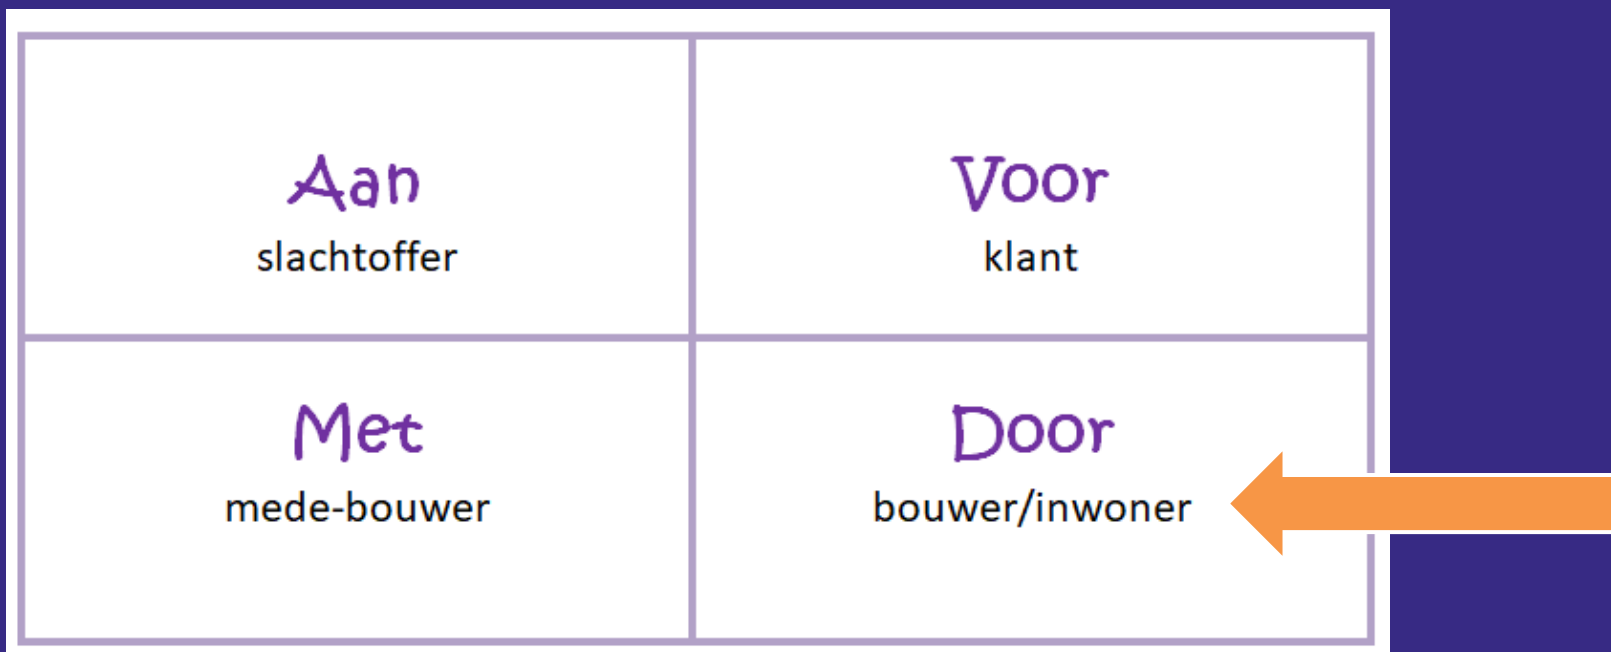 Aan
slachtoffer
Voor
klant
Met
mede-bouwer
Door
bouwer/inwoner